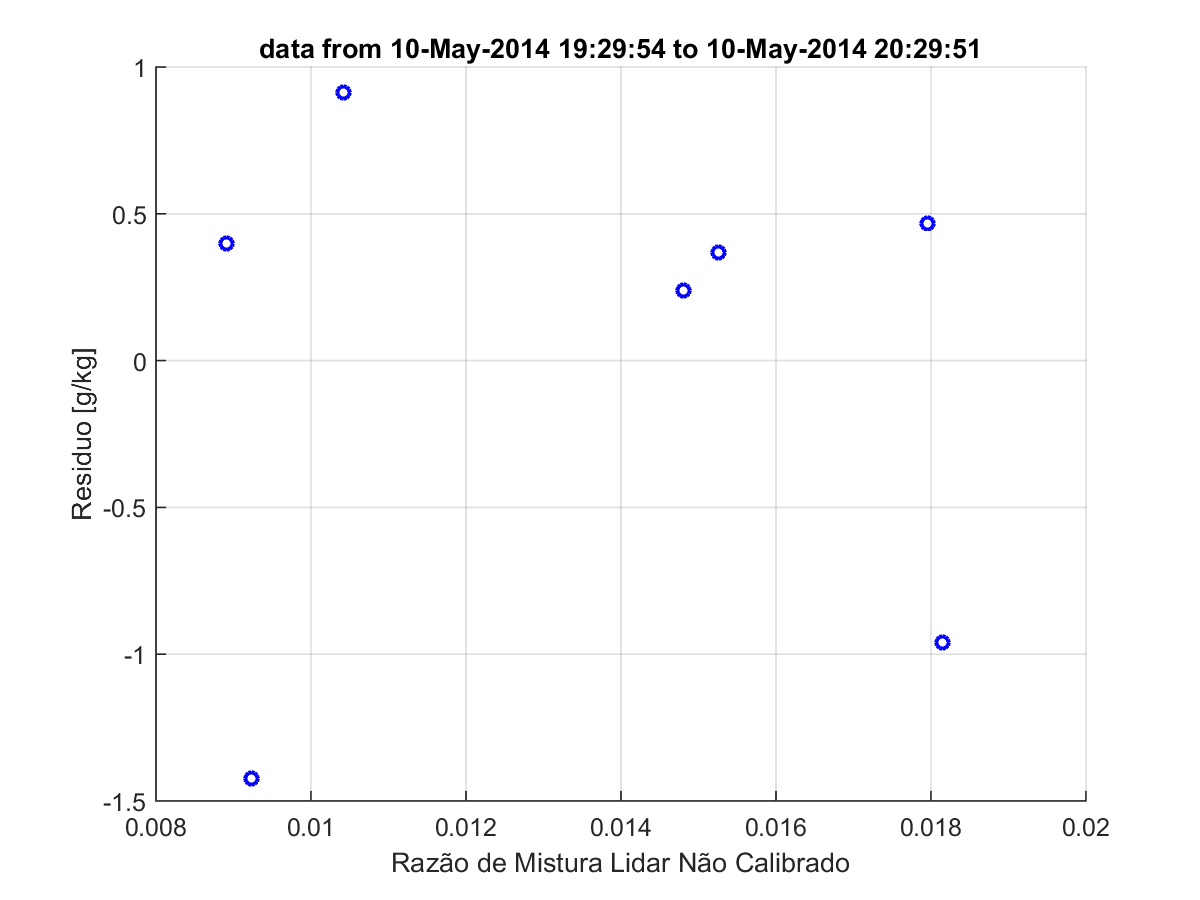 data from 10-May-2014 19:29:54 to 10-May-2014 20:29:51
1
0.5
0
-0.5
-1
-1.5
Residuo [g/kg]
0.008 0.01 0.012 0.014 0.016 0.018 0.02
Razão de Mistura Lidar Não Calibrado